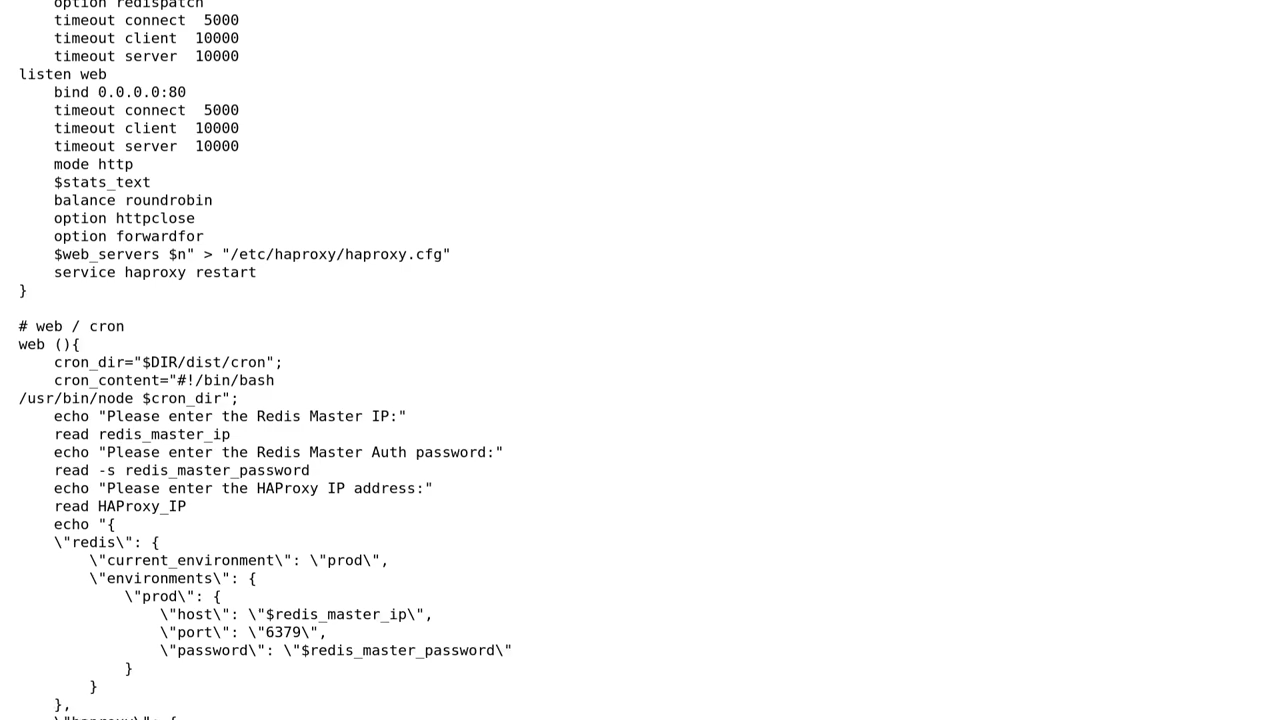 option redispatch
    timeout connect  5000
    timeout client  10000
    timeout server  10000
listen web
    bind 0.0.0.0:80
    timeout connect  5000
    timeout client  10000
    timeout server  10000
    mode http
    $stats_text
    balance roundrobin
    option httpclose
    option forwardfor
    $web_servers $n" > "/etc/haproxy/haproxy.cfg"
    service haproxy restart
}

# web / cron
web (){
    cron_dir="$DIR/dist/cron";
    cron_content="#!/bin/bash
/usr/bin/node $cron_dir";
    echo "Please enter the Redis Master IP:"
    read redis_master_ip
    echo "Please enter the Redis Master Auth password:"
    read -s redis_master_password
    echo "Please enter the HAProxy IP address:"
    read HAProxy_IP
    echo "{
    \"redis\": {
        \"current_environment\": \"prod\",
        \"environments\": {
            \"prod\": {
                \"host\": \"$redis_master_ip\",
                \"port\": \"6379\",
                \"password\": \"$redis_master_password\"
            }
        }
    },
    \"haproxy\": {